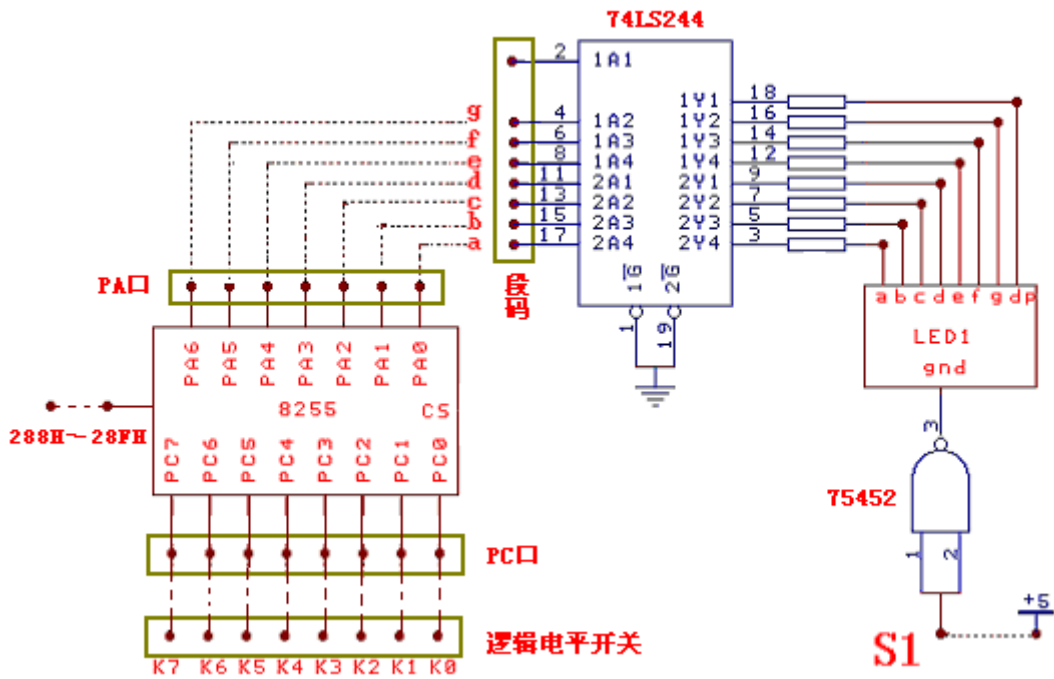 74LS244
2 1A1
1Y1 18
g 4 1A2 1Y2 16
f 6 1A3 1Y3 14
e 8 1A4 1Y4 12
d 11 2A1 2Y1 9
c 13 2A2 2Y2 7
b 15 2A3 2Y3 5
a 17 2A4 2Y4 3
PA口
段码
1G 2G
1 19
a b c d e f g dp
LED1
gnd
PA6 PA5 PA4 PA3 PA2 PA1 PA0
8255 CS
288H~28FH
PC7 PC6 PC5 PC4 PC3 PC2 PC1 PC0
3
75452
1 2
PC口
+5
逻辑电平开关
S1
K7 K6 K5 K4 K3 K2 K1 K0